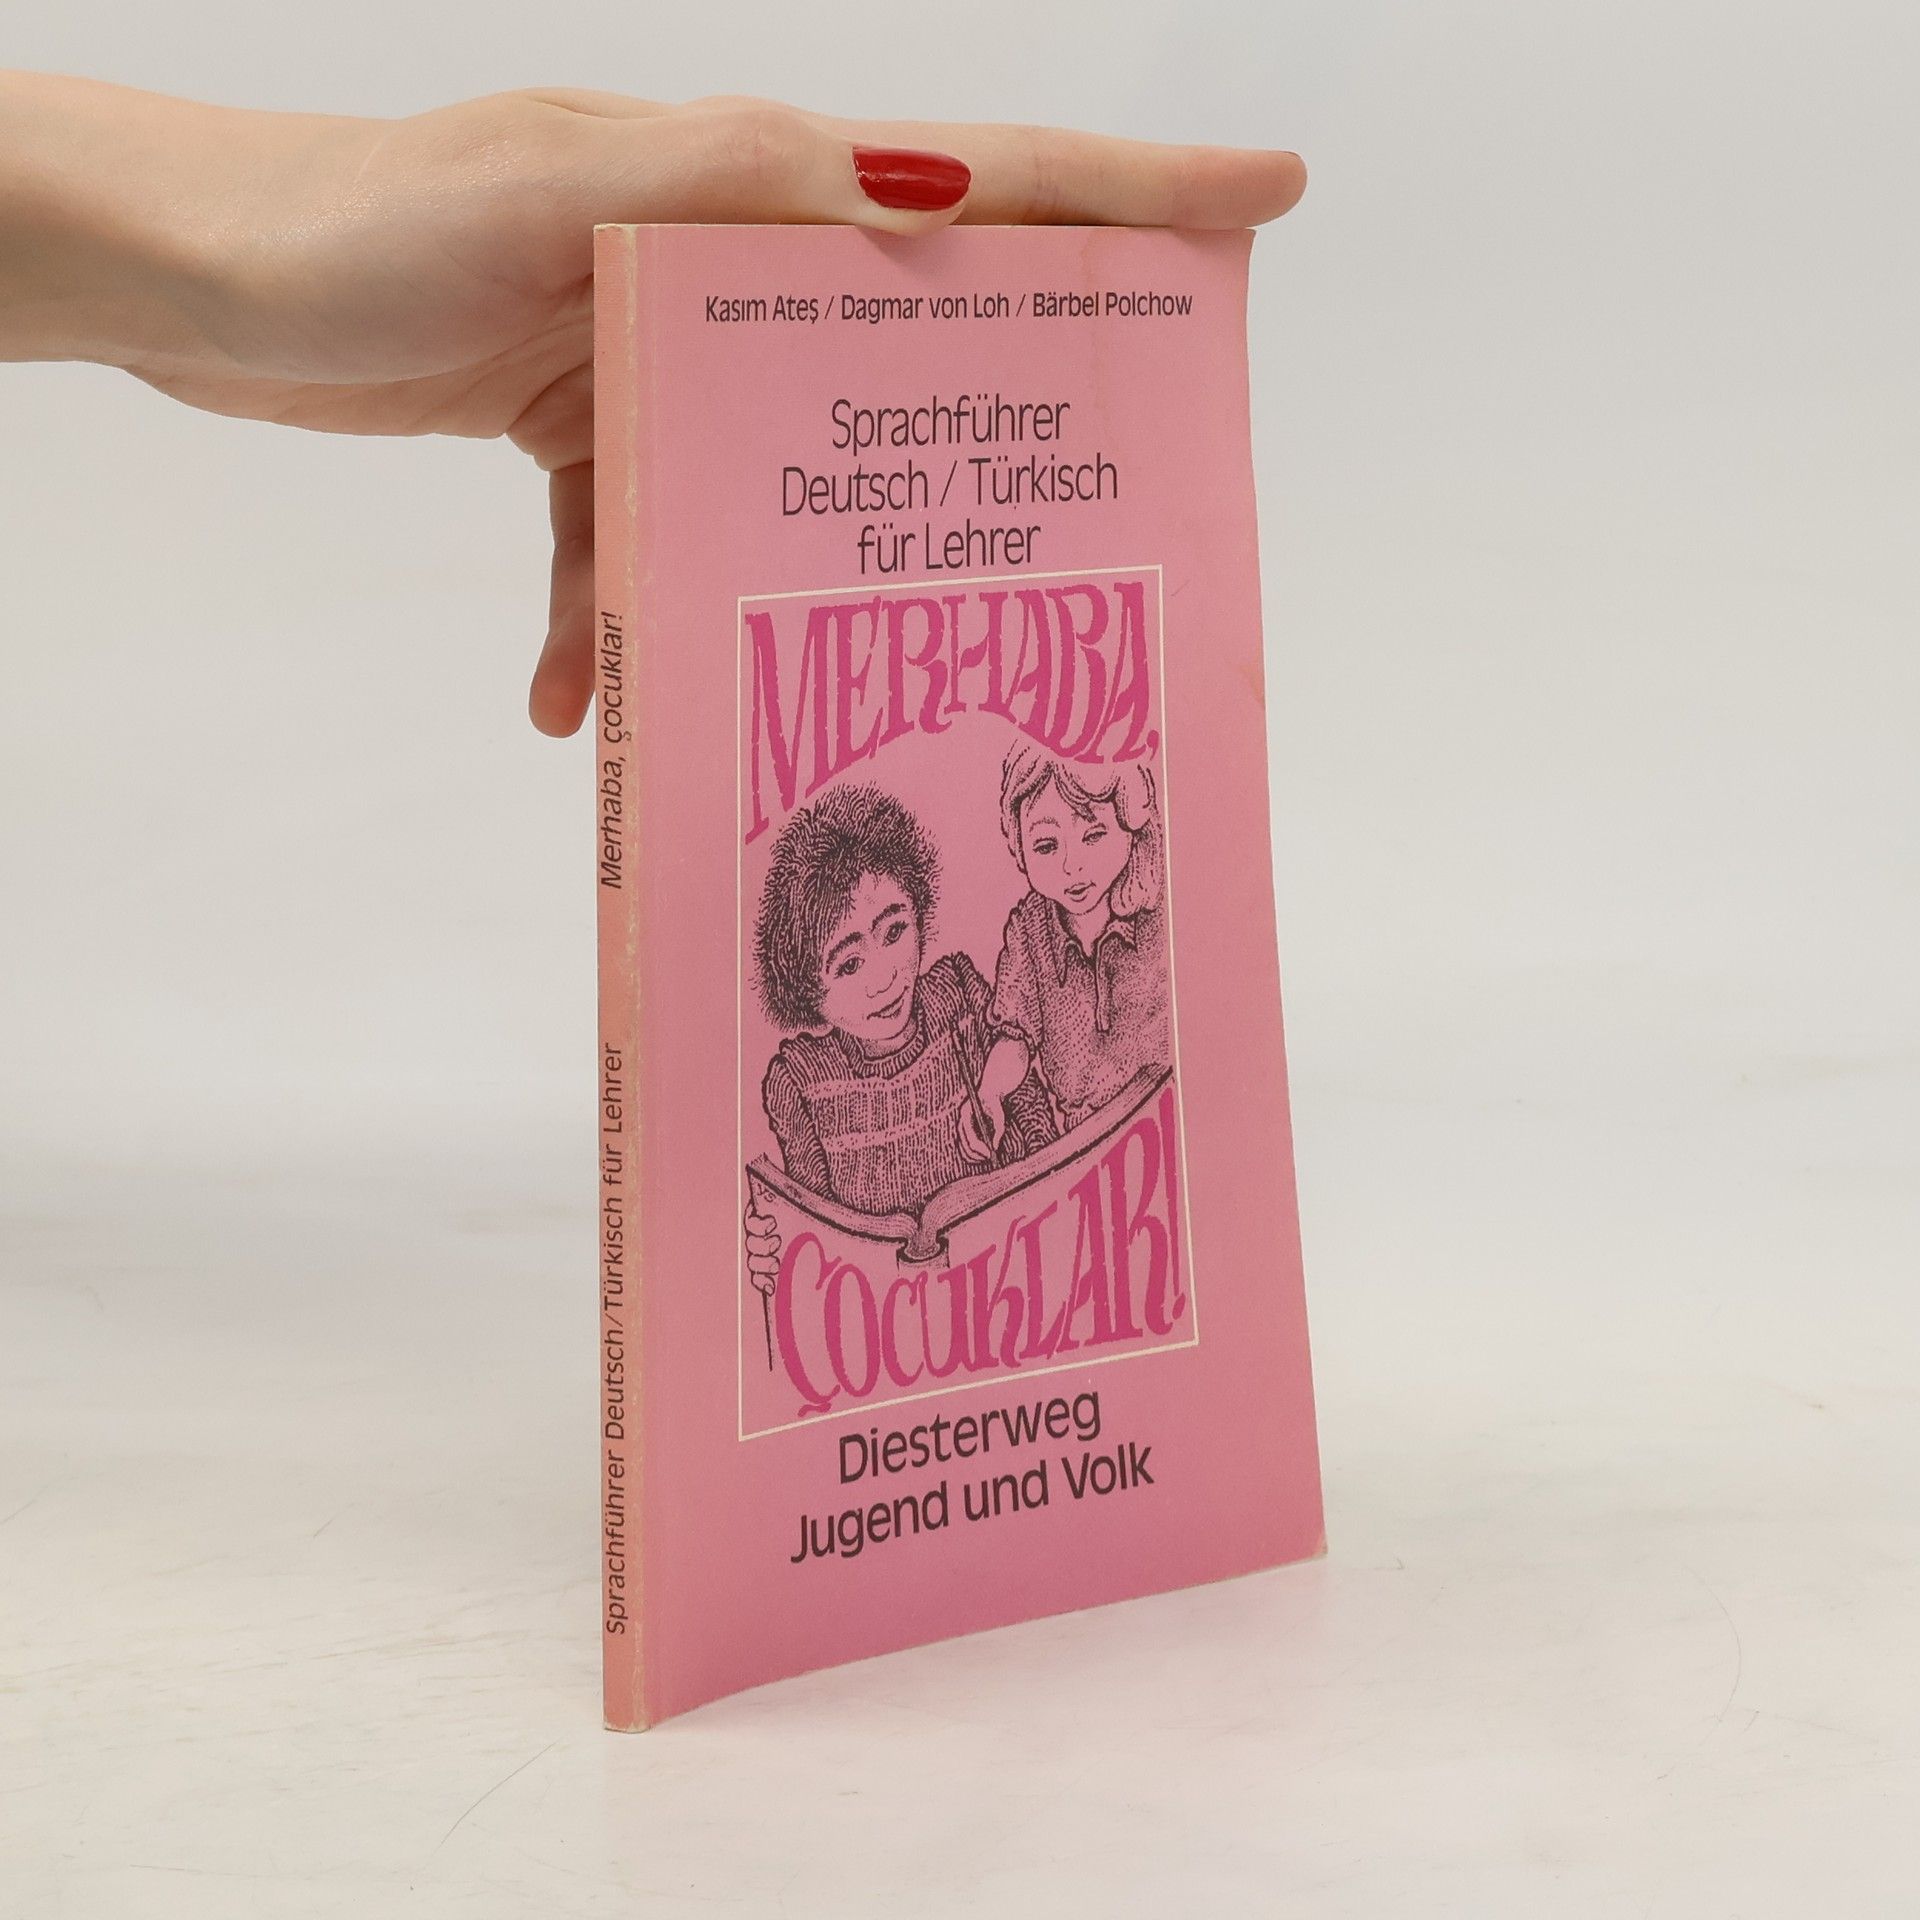 Kasım Ateş / Dagmar von Loh / Bärbel Polchow
Sprachführer
Deutsch / Türkisch
für Lehrer
MERHABA,
ÇOCUKLAR!
Diesterweg
Jugend und Volk
Sprachführer Deutsch/Türkisch für Lehrer Merhaba, çocuklar!